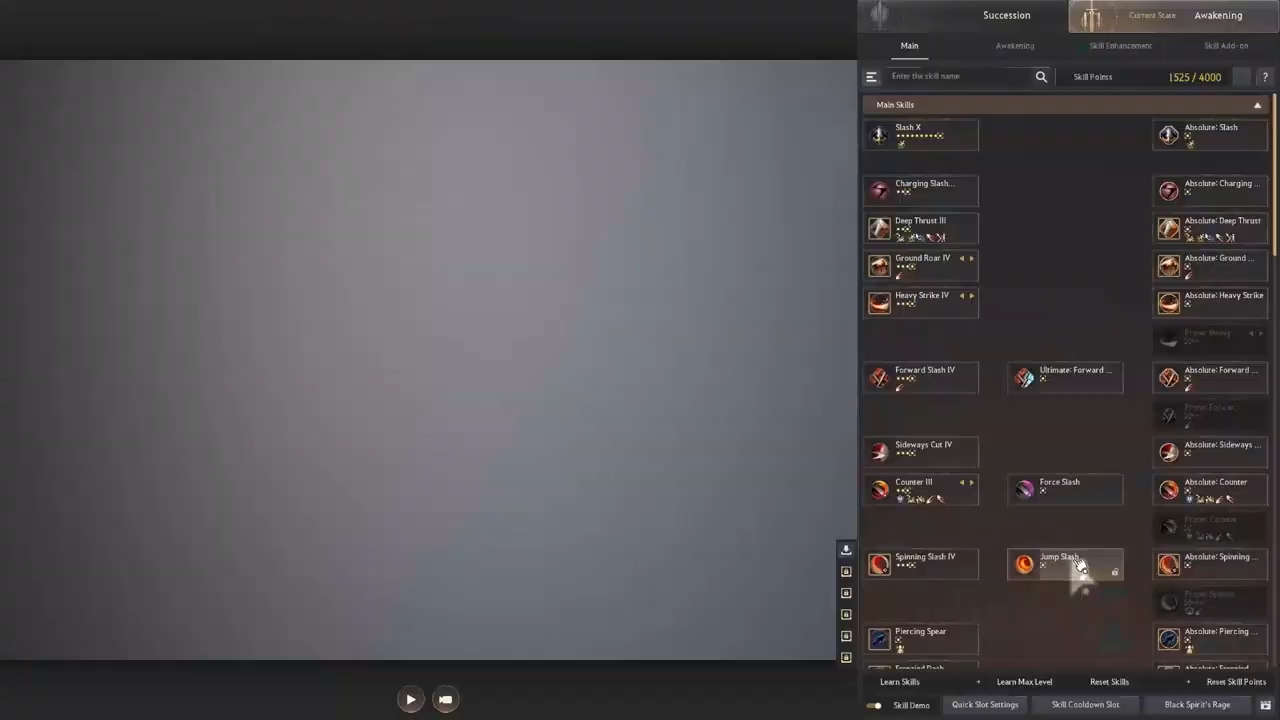 Succession
Current State Awakening
Main Awakening Skill Enhancement Skill Add-on
Enter the skill name Skill Points 1525 / 4000 ?
Main Skills
Slash X Absolute: Slash
Charging Slash... Absolute: Charging ...
Deep Thrust III Absolute: Deep Thrust
Ground Roar IV Absolute: Ground ...
Heavy Strike IV Absolute: Heavy Strike
Forward Slash IV Ultimate: Forward ... Absolute: Forward ...
Sideways Cut IV Absolute: Sideways ...
Counter III Force Slash Absolute: Counter
Spinning Slash IV Jump Slash Absolute: Spinning ...
Piercing Spear Absolute: Piercing ...
Frenzied Dash Absolute: Frenzied
Learn Skills Learn Max Level Reset Skills Reset Skill Points
Skill Demo Quick Slot Settings Skill Cooldown Slot Black Spirit's Rage